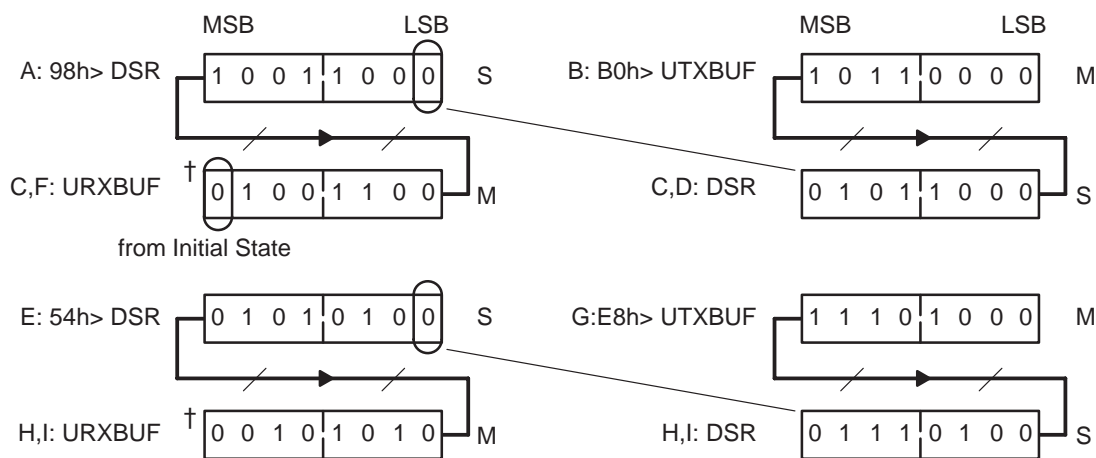 MSB LSB MSB LSB
A: 98h> DSR 1 0 0 1 1 0 0 0 S B: B0h> UTXBUF 1 0 1 1 0 0 0 0 M
C,F: URXBUF † 0 1 0 0 1 1 0 0 M C,D: DSR 0 1 0 1 1 0 0 0 S
from Initial State
E: 54h> DSR 0 1 0 1 0 1 0 0 S G:E8h> UTXBUF 1 1 1 0 1 0 0 0 M
H,I: URXBUF † 0 0 1 0 1 0 1 0 M H,I: DSR 0 1 1 1 0 1 0 0 S